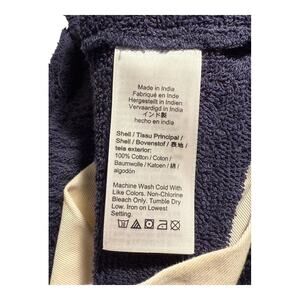 Made in India
Fabriqué en Inde
Hergestellt in Indien
Vervaardigd in India
インド製
hecho en india
Shell / Tissu Principal /
Shell / Bovenstof / 表地 /
tela exterior:
100% Cotton / Coton /
Baumwolle / Katoen / 綿 /
algodón
Machine Wash Cold With
Like Colors. Non-Chlorine
Bleach Only. Tumble Dry
Low. Iron on Lowest
Setting.